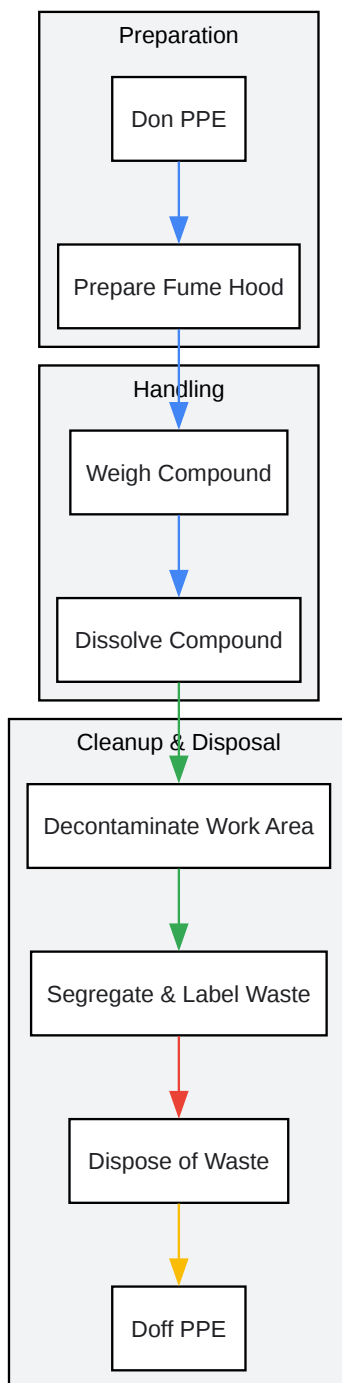 Preparation
Don PPE
Prepare Fume Hood
Handling
Weigh Compound
Dissolve Compound
Cleanup & Disposal
Decontaminate Work Area
Segregate & Label Waste
Dispose of Waste
Doff PPE